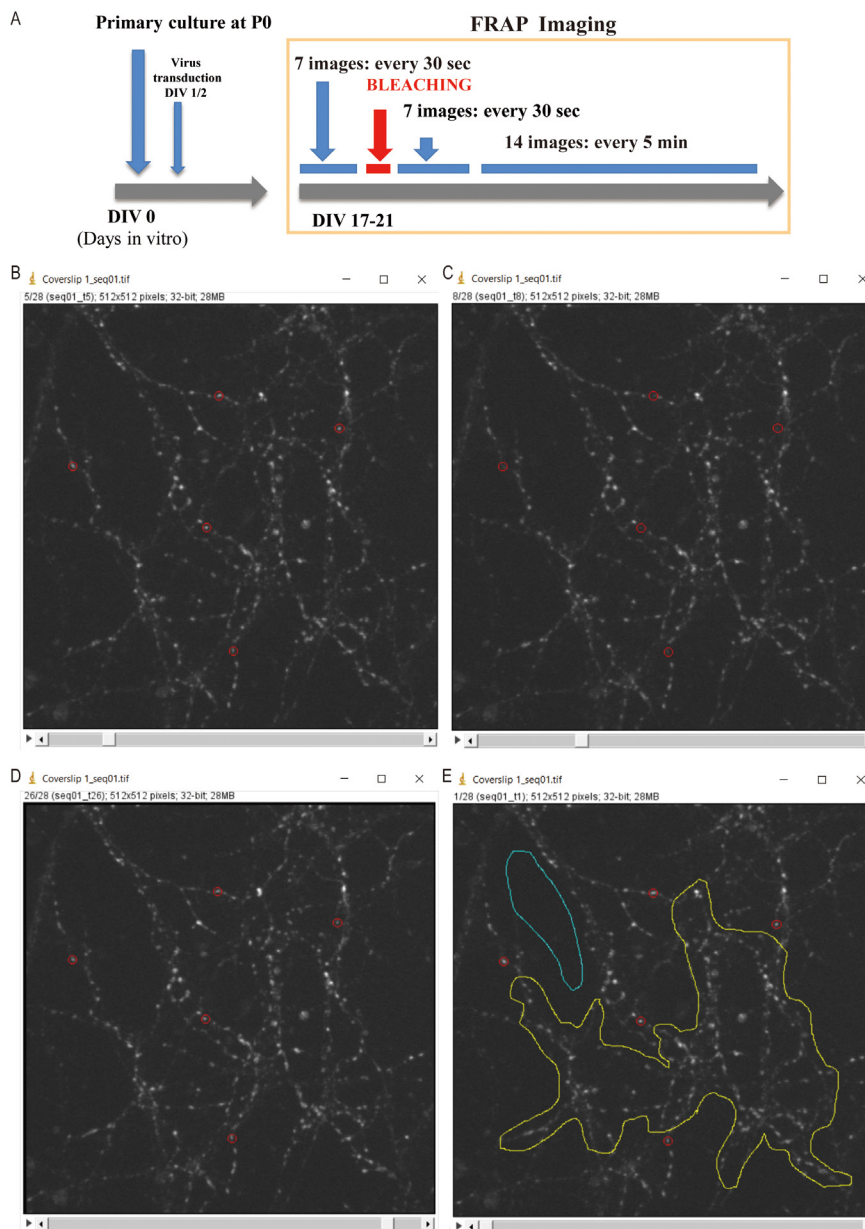 A
Primary culture at P0
Virus
transduction
DIV 1/2
DIV 0
(Days in vitro)
FRAP Imaging
7 images: every 30 sec
BLEACHING
7 images: every 30 sec
14 images: every 5 min
DIV 17-21
B
Coverslip 1_seq01.tif
5/28 (seq01_t5); 512x512 pixels; 32-bit; 28MB
C
Coverslip 1_seq01.tif
8/28 (seq01_t8); 512x512 pixels; 32-bit; 28MB
D
Coverslip 1_seq01.tif
26/28 (seq01_t26); 512x512 pixels; 32-bit; 28MB
E
Coverslip 1_seq01.tif
1/28 (seq01_t1); 512x512 pixels; 32-bit; 28MB